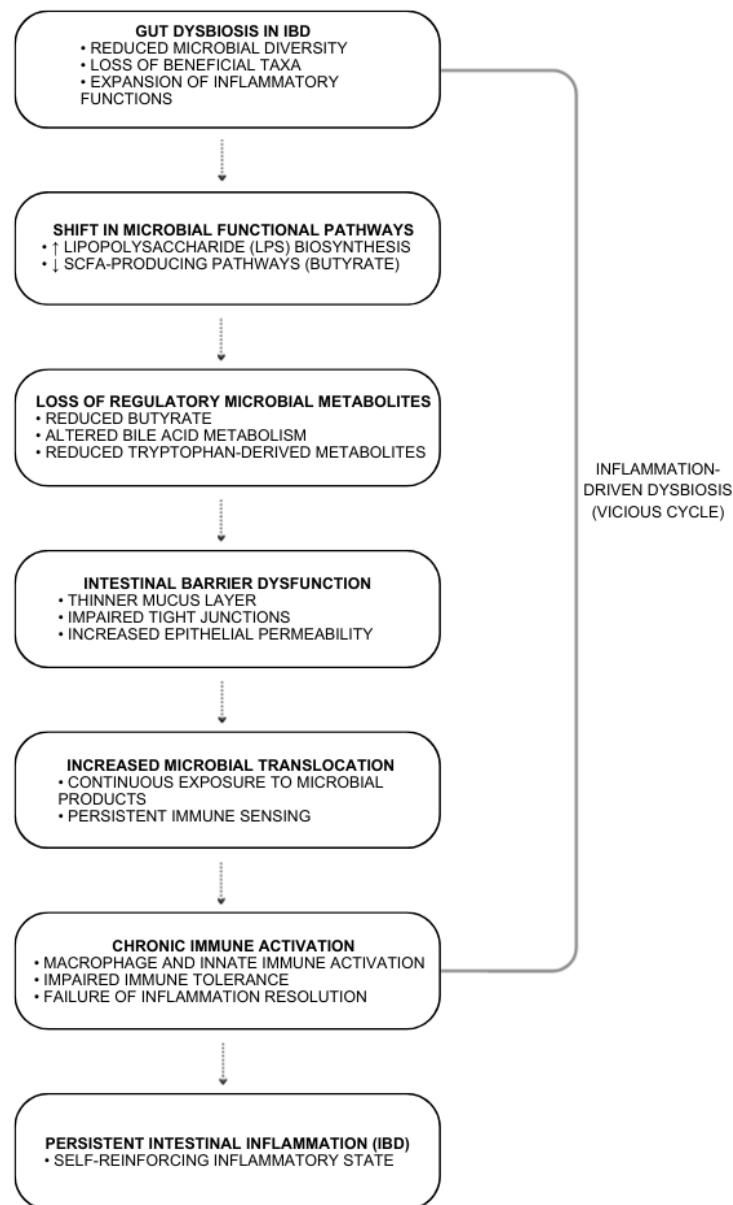 GUT DYSBIOSIS IN IBD
• REDUCED MICROBIAL DIVERSITY
• LOSS OF BENEFICIAL TAXA
• EXPANSION OF INFLAMMATORY
FUNCTIONS
SHIFT IN MICROBIAL FUNCTIONAL PATHWAYS
• ↑ LIPOPOLYSACCHARIDE (LPS) BIOSYNTHESIS
• ↓ SCFA-PRODUCING PATHWAYS (BUTYRATE)
LOSS OF REGULATORY MICROBIAL METABOLITES
• REDUCED BUTYRATE
• ALTERED BILE ACID METABOLISM
• REDUCED TRYPTOPHAN-DERIVED METABOLITES
INFLAMMATION-
DRIVEN DYSBIOSIS
(VICIOUS CYCLE)
INTESTINAL BARRIER DYSFUNCTION
• THINNER MUCUS LAYER
• IMPAIRED TIGHT JUNCTIONS
• INCREASED EPITHELIAL PERMEABILITY
INCREASED MICROBIAL TRANSLOCATION
• CONTINUOUS EXPOSURE TO MICROBIAL
PRODUCTS
• PERSISTENT IMMUNE SENSING
CHRONIC IMMUNE ACTIVATION
• MACROPHAGE AND INNATE IMMUNE ACTIVATION
• IMPAIRED IMMUNE TOLERANCE
• FAILURE OF INFLAMMATION RESOLUTION
PERSISTENT INTESTINAL INFLAMMATION (IBD)
• SELF-REINFORCING INFLAMMATORY STATE